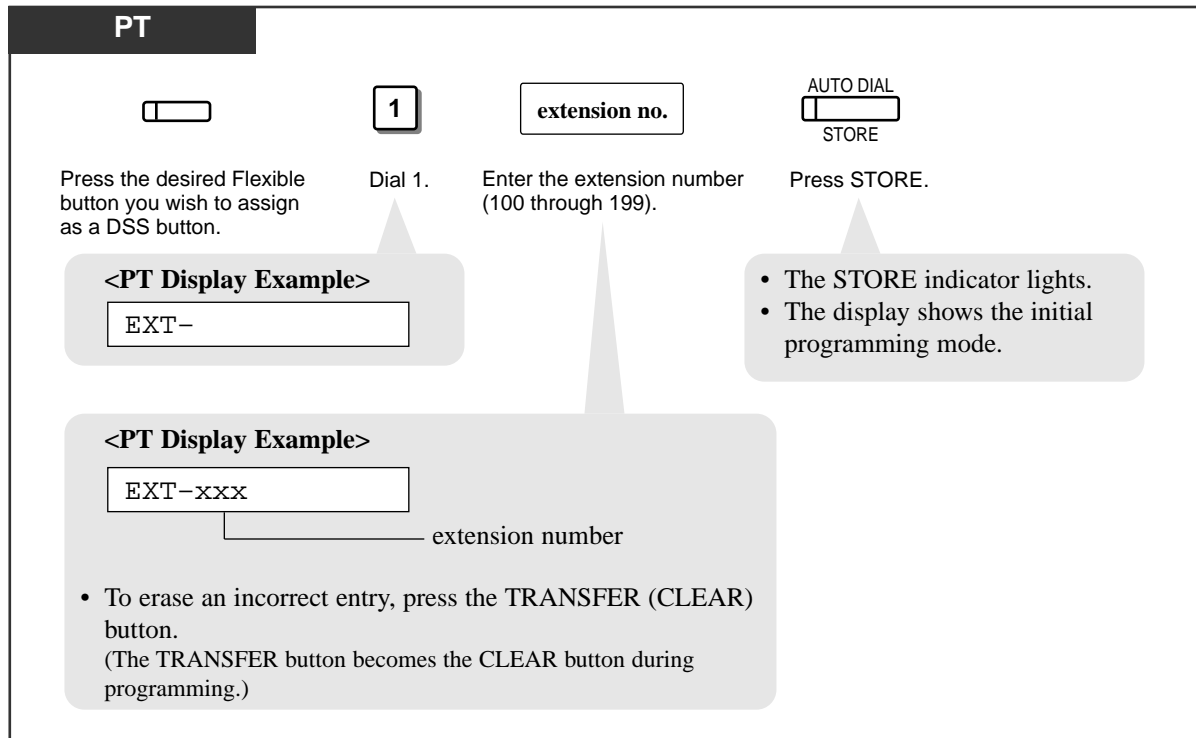 PT
1
extension no.
AUTO DIAL
STORE
Press the desired Flexible
button you wish to assign
as a DSS button.
Dial 1.
Enter the extension number
(100 through 199).
Press STORE.
<PT Display Example>
EXT–
• The STORE indicator lights.
• The display shows the initial
programming mode.
<PT Display Example>
EXT–xxx
extension number
• To erase an incorrect entry, press the TRANSFER (CLEAR)
button.
(The TRANSFER button becomes the CLEAR button during
programming.)